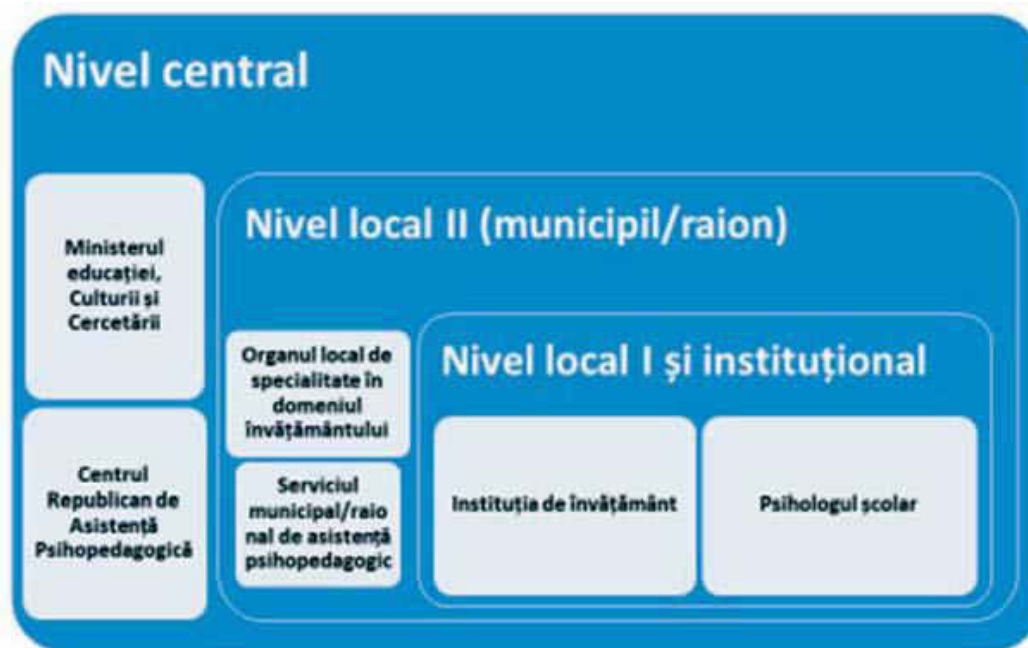 Nivel central
Ministerul
educației,
Culturii și
Cercetării
Centrul
Republican de
Asistență
Psihopedagogică
Nivel local II (municipil/raion)
Organul local de
specialitate în
domeniul
învățământului
Serviciul
municipal/raio
nal de asistență
psihopedagogic
Nivel local I și instituțional
Instituția de învățământ
Psihologul școlar